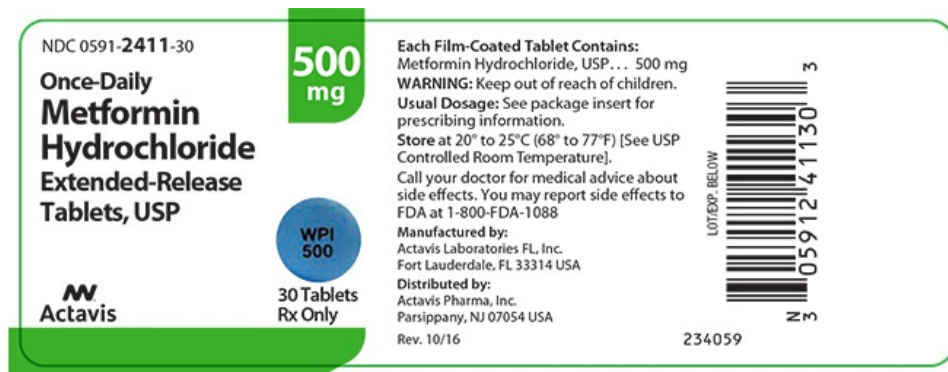 NDC 0591-2411-30
Once-Daily
Metformin
Hydrochloride
Extended-Release
Tablets, USP
Actavis
500
mg
WPI
500
30 Tablets
Rx Only
Each Film-Coated Tablet Contains:
Metformin Hydrochloride, USP... 500 mg
WARNING: Keep out of reach of children.
Usual Dosage: See package insert for
prescribing information.
Store at 20° to 25°C (68° to 77°F) [See USP
Controlled Room Temperature].
Call your doctor for medical advice about
side effects. You may report side effects to
FDA at 1-800-FDA-1088
Manufactured by:
Actavis Laboratories FL, Inc.
Fort Lauderdale, FL 33314 USA
Distributed by:
Actavis Pharma, Inc.
Parsippany, NJ 07054 USA
Rev. 10/16
234059
LOT/EXP. BELOW
N
3
05912 41130
3